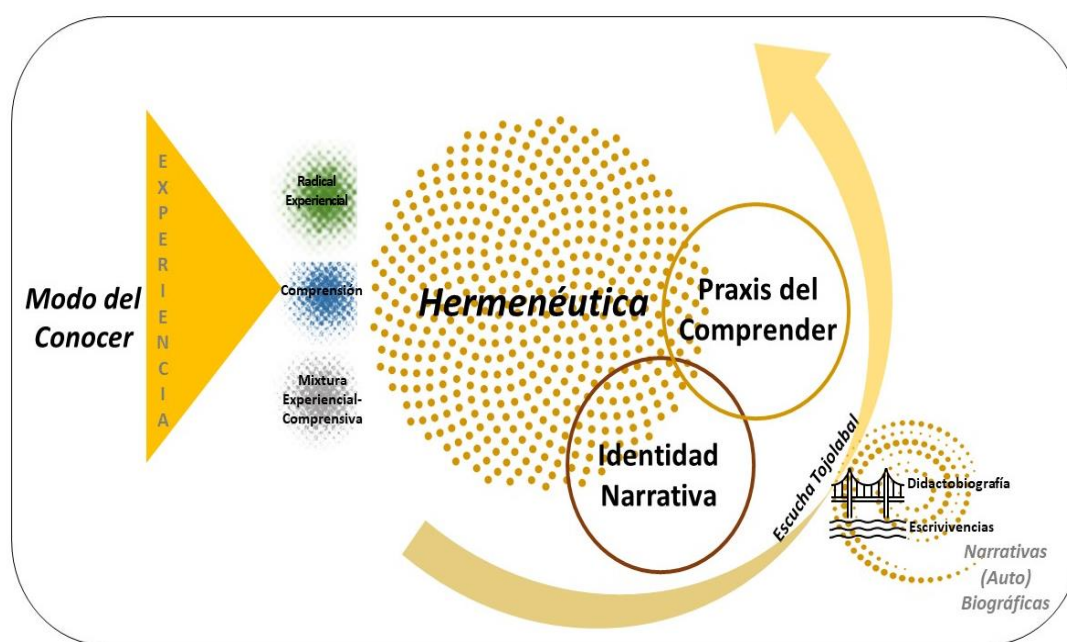 Modo del
Conocer
EXPERIENCIA
Radical
Experiencial
Comprensión
Mixtura
Experiencial-
Comprensiva
Hermenéutica
Praxis del
Comprender
Identidad
Narrativa
Escucha Tojolabal
Didactobiografía
Escrivivencias
Narrativas
(Auto)
Biográficas